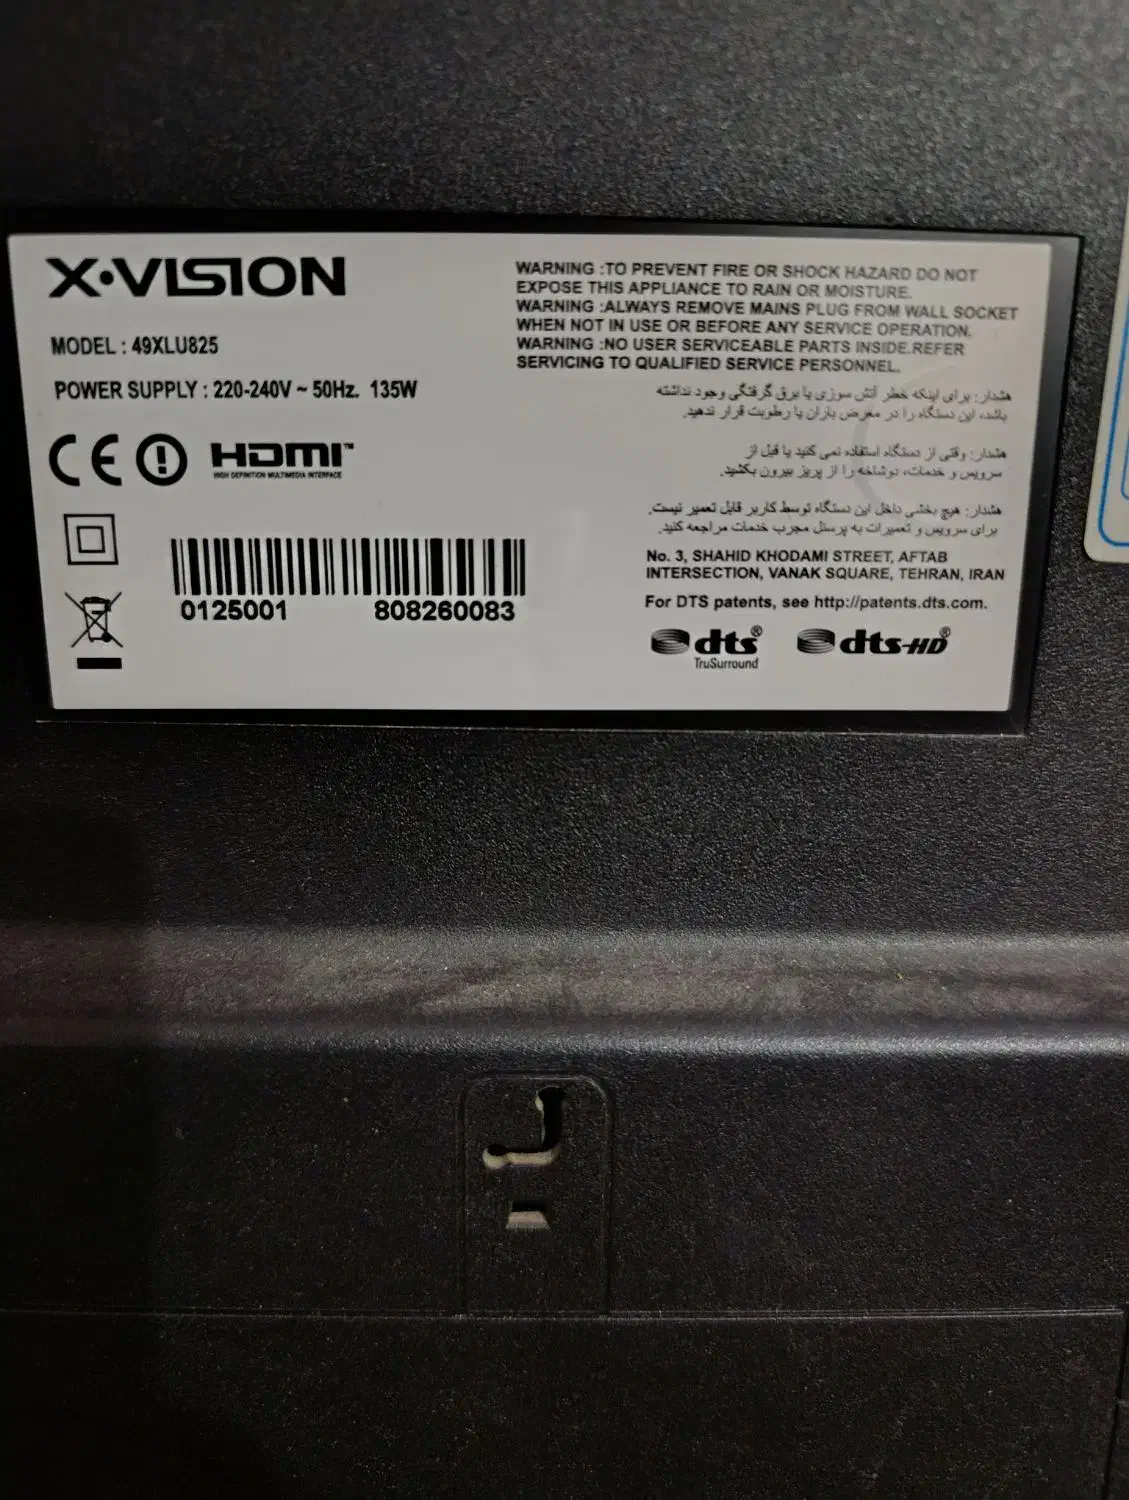 X·VISION
MODEL : 49XLU825
POWER SUPPLY : 220-240V ~ 50Hz. 135W
CE
HDMI™
HIGH DEFINITION MULTIMEDIA INTERFACE
0125001 808260083
WARNING :TO PREVENT FIRE OR SHOCK HAZARD DO NOT
EXPOSE THIS APPLIANCE TO RAIN OR MOISTURE.
WARNING :ALWAYS REMOVE MAINS PLUG FROM WALL SOCKET
WHEN NOT IN USE OR BEFORE ANY SERVICE OPERATION.
WARNING :NO USER SERVICEABLE PARTS INSIDE.REFER
SERVICING TO QUALIFIED SERVICE PERSONNEL.
هشدار: برای اینکه خطر آتش سوزی یا برق گرفتگی وجود نداشته
باشد، این دستگاه را در معرض باران یا رطوبت قرار ندهید.
هشدار: وقتی از دستگاه استفاده نمی کنید یا قبل از
سرویس و خدمات، دوشاخه را از پریز بیرون بکشید.
هشدار: هیچ بخشی داخل این دستگاه توسط کاربر قابل تعمیر نیست.
برای سرویس و تعمیرات به پرسنل مجرب خدمات مراجعه کنید.
No. 3, SHAHID KHODAMI STREET, AFTAB
INTERSECTION, VANAK SQUARE, TEHRAN, IRAN
For DTS patents, see http://patents.dts.com.
dts® dts-HD®
TruSurround